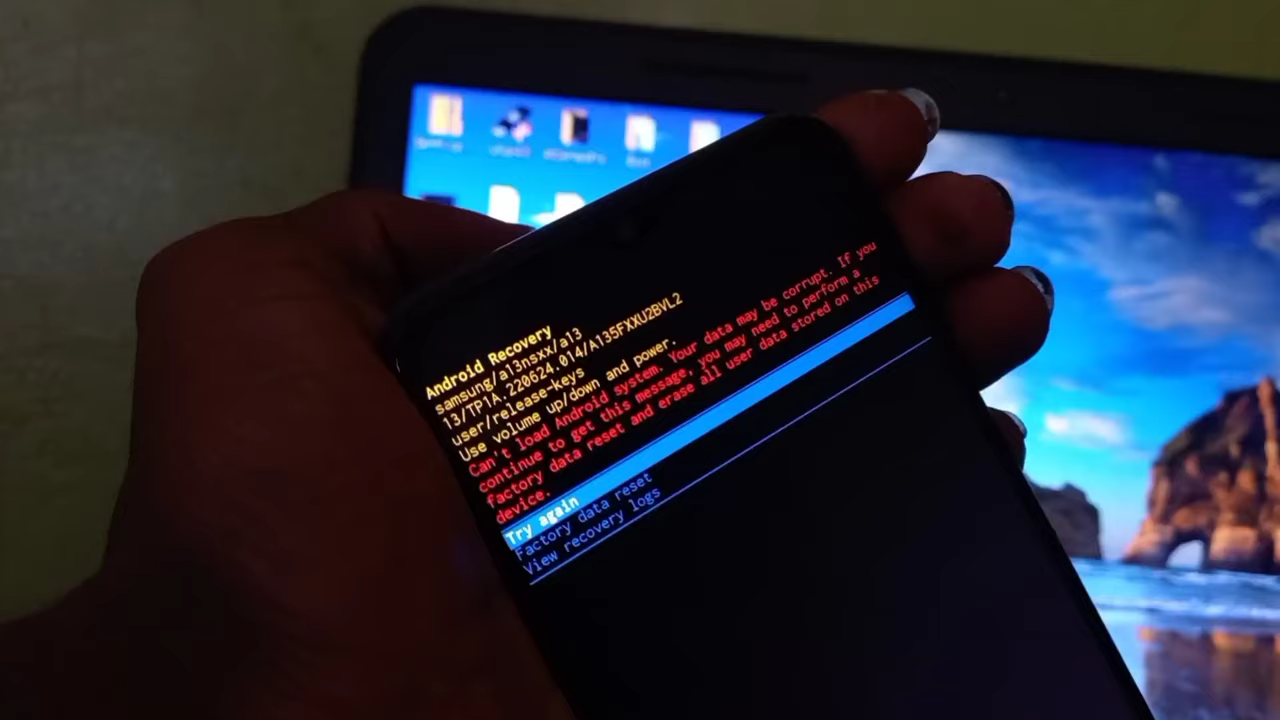 Android Recovery
samsung/a13nsxx/a13
13/TP1A.220624.014/A135FXXU2BVL2
user/release-keys
Use volume up/down and power.
Can't load Android system. Your data may be corrupt. If you
continue to get this message, you may need to perform a
factory data reset and erase all user data stored on this
device.
Try again
Factory data reset
View recovery logs